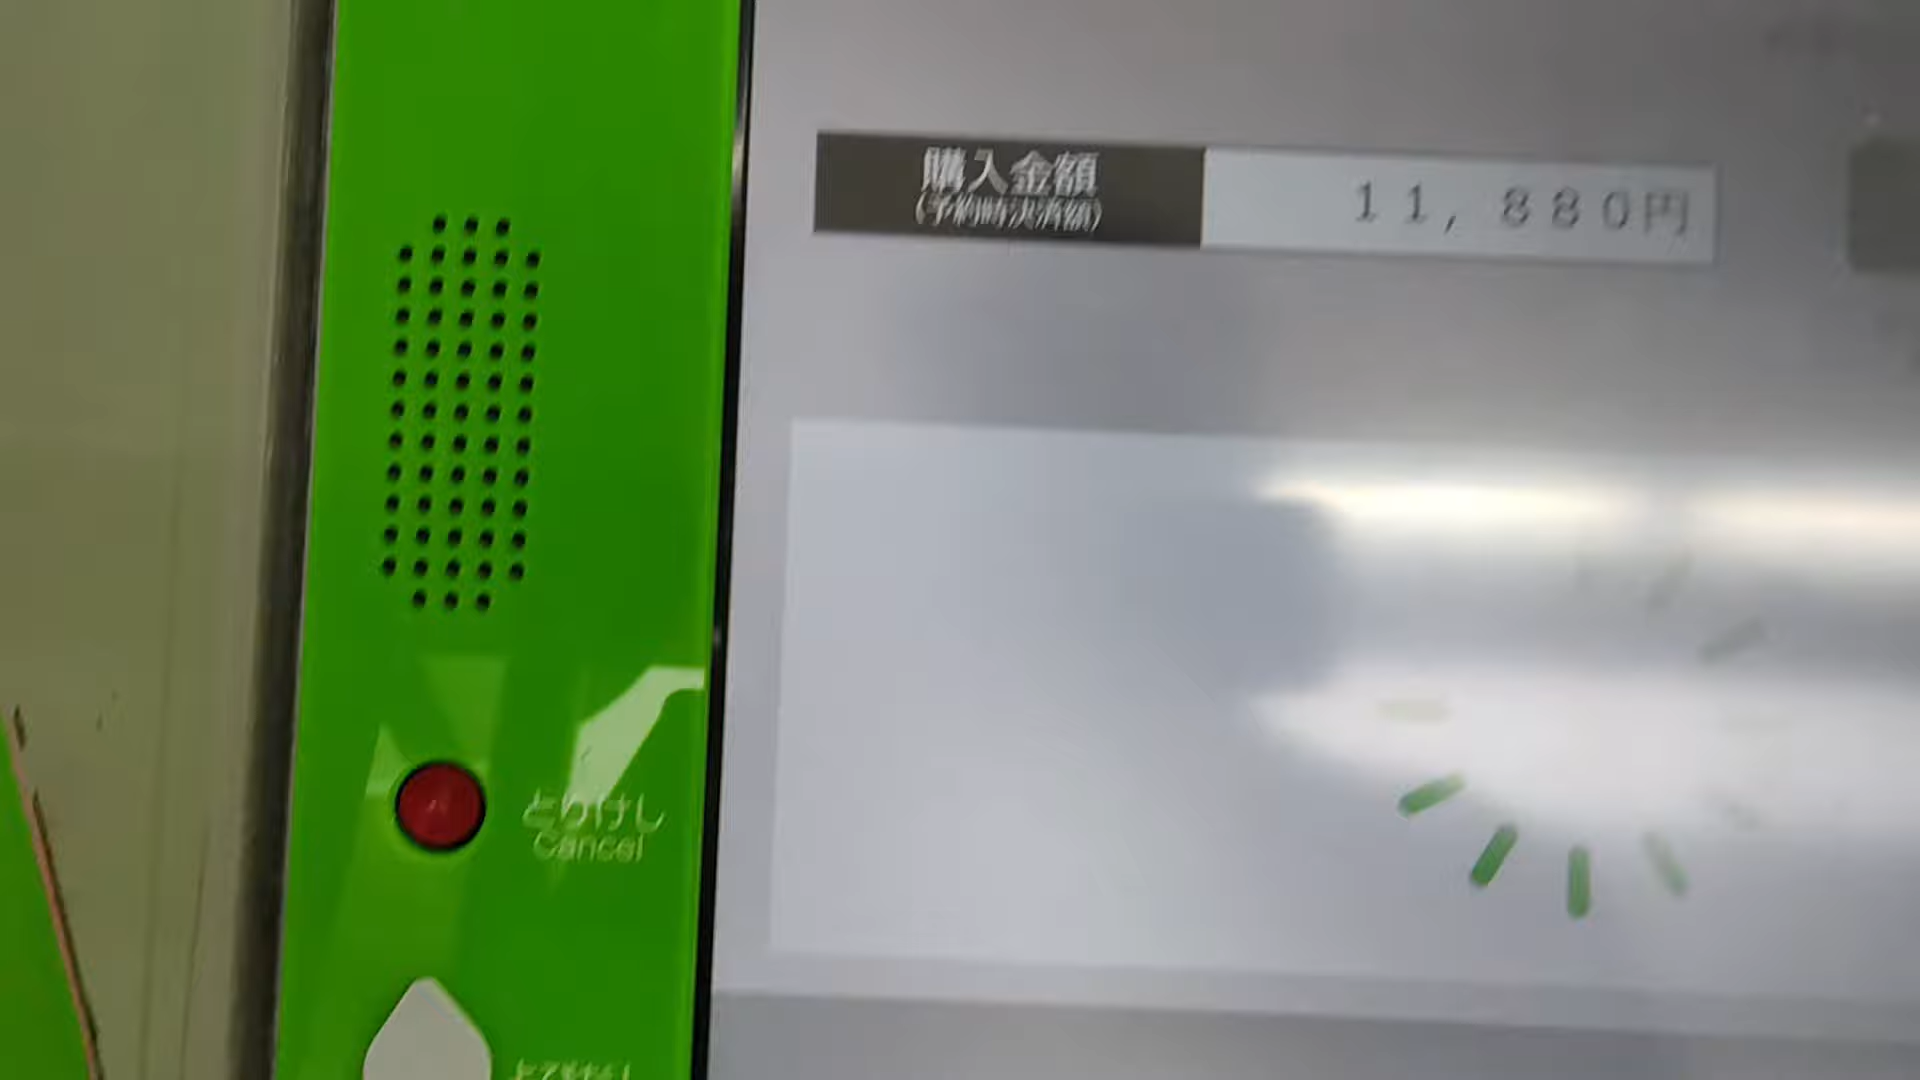 購入金額
(予約時決済額)
11,880円
とりけし
Cancel